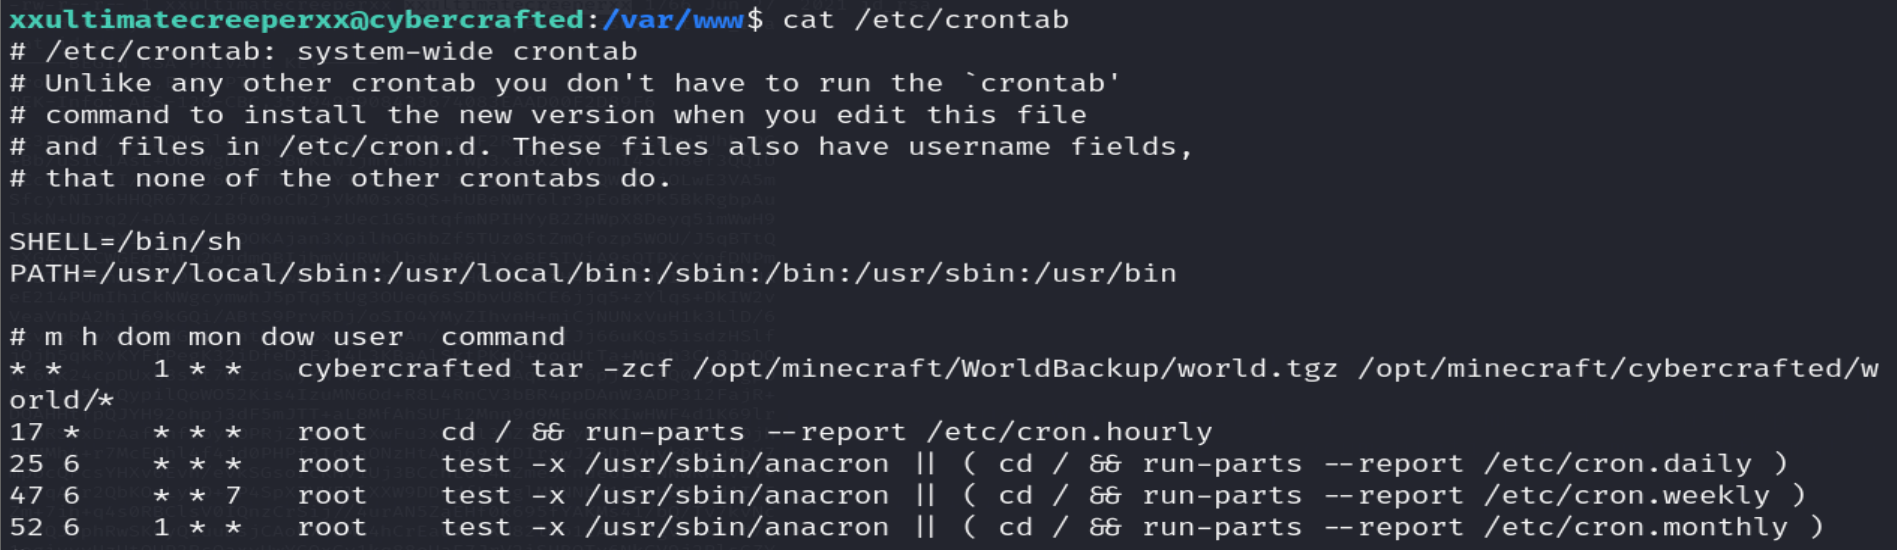 xxultimatecreeperxx@cybercrafted:/var/www$ cat /etc/crontab
# /etc/crontab: system-wide crontab
# Unlike any other crontab you don't have to run the `crontab'
# command to install the new version when you edit this file
# and files in /etc/cron.d. These files also have username fields,
# that none of the other crontabs do.

SHELL=/bin/sh
PATH=/usr/local/sbin:/usr/local/bin:/sbin:/bin:/usr/sbin:/usr/bin

# m h dom mon dow user  command
* *     1 * *   cybercrafted tar -zcf /opt/minecraft/WorldBackup/world.tgz /opt/minecraft/cybercrafted/w
orld/*
17 *    * * *   root    cd / && run-parts --report /etc/cron.hourly
25 6    * * *   root    test -x /usr/sbin/anacron || ( cd / && run-parts --report /etc/cron.daily )
47 6    * * 7   root    test -x /usr/sbin/anacron || ( cd / && run-parts --report /etc/cron.weekly )
52 6    1 * *   root    test -x /usr/sbin/anacron || ( cd / && run-parts --report /etc/cron.monthly )